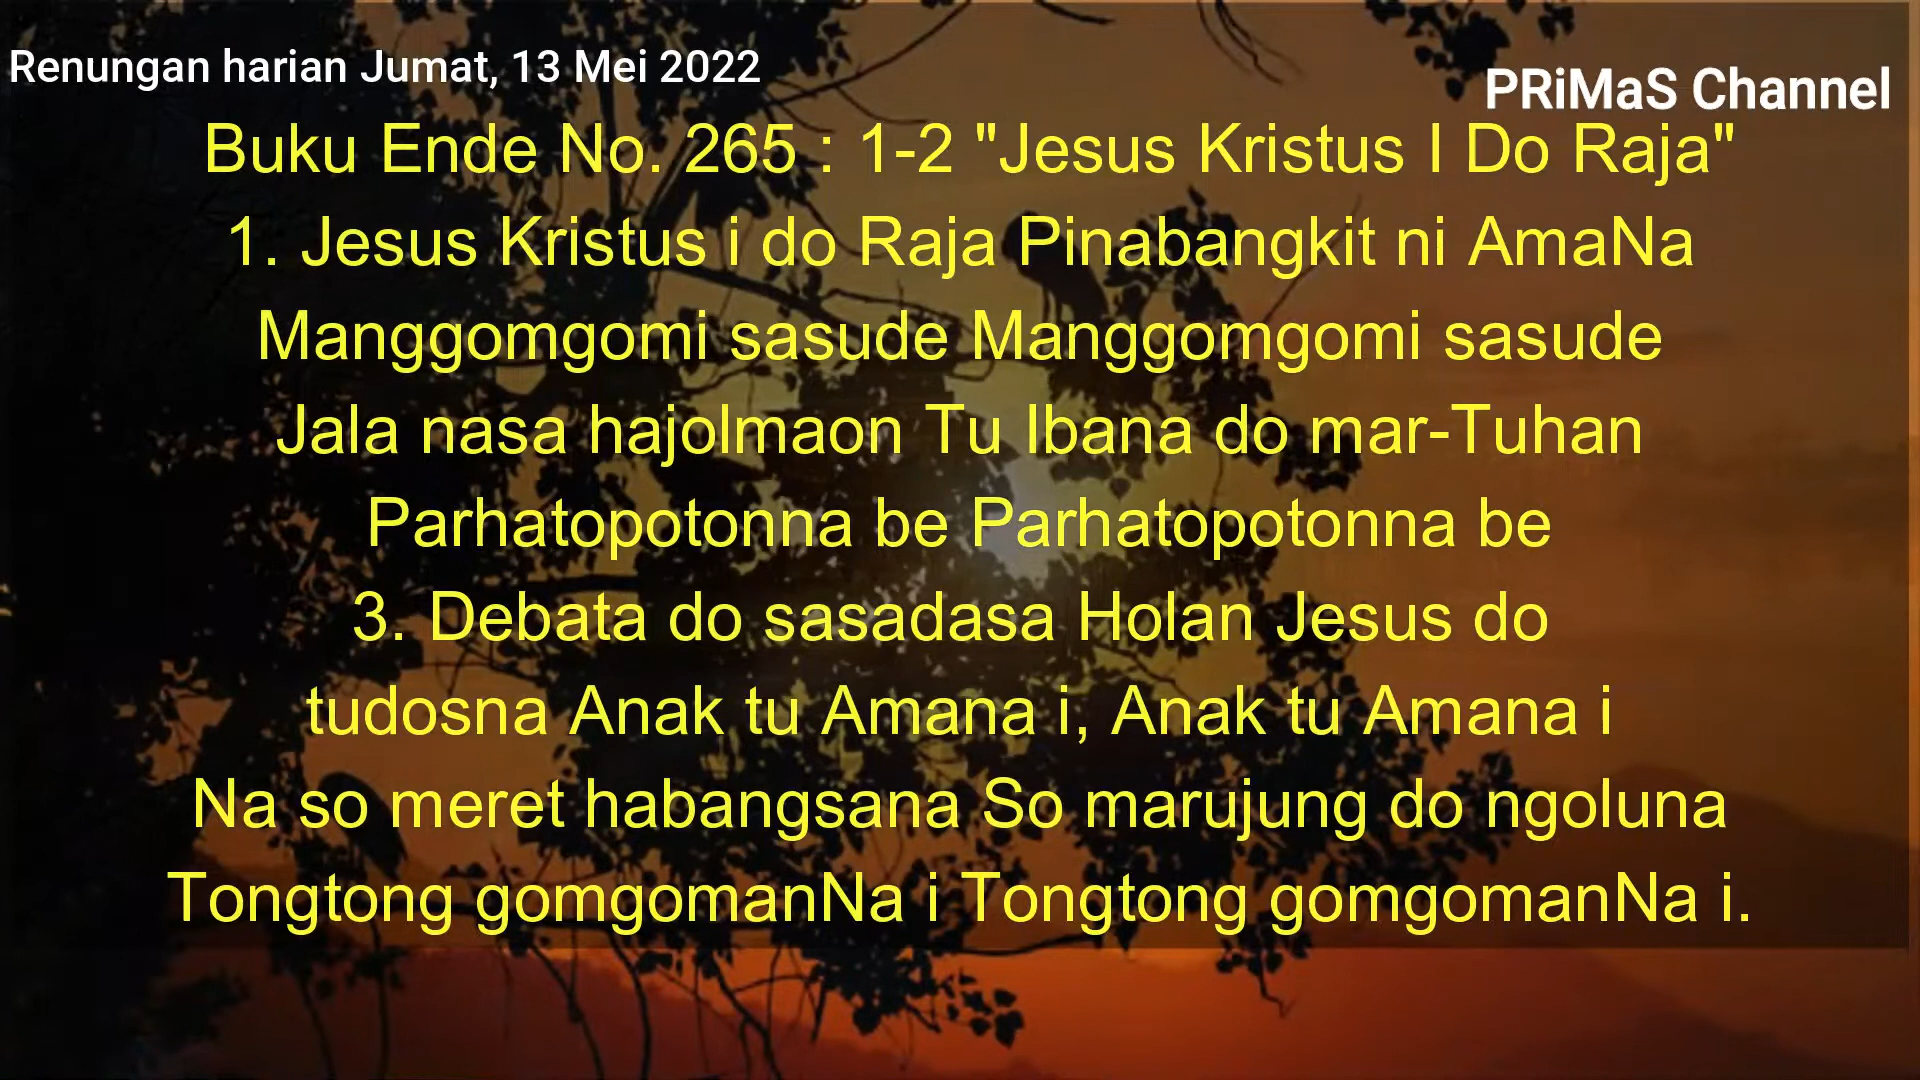 Renungan harian Jumat, 13 Mei 2022
PRiMaS Channel
Buku Ende No. 265 : 1-2 "Jesus Kristus I Do Raja"
1. Jesus Kristus i do Raja Pinabangkit ni AmaNa
Manggomgomi sasude Manggomgomi sasude
Jala nasa hajolmaon Tu Ibana do mar-Tuhan
Parhatopotonna be Parhatopotonna be
3. Debata do sasadasa Holan Jesus do
tudosna Anak tu Amana i, Anak tu Amana i
Na so meret habangsana So marujung do ngoluna
Tongtong gomgomanNa i Tongtong gomgomanNa i.